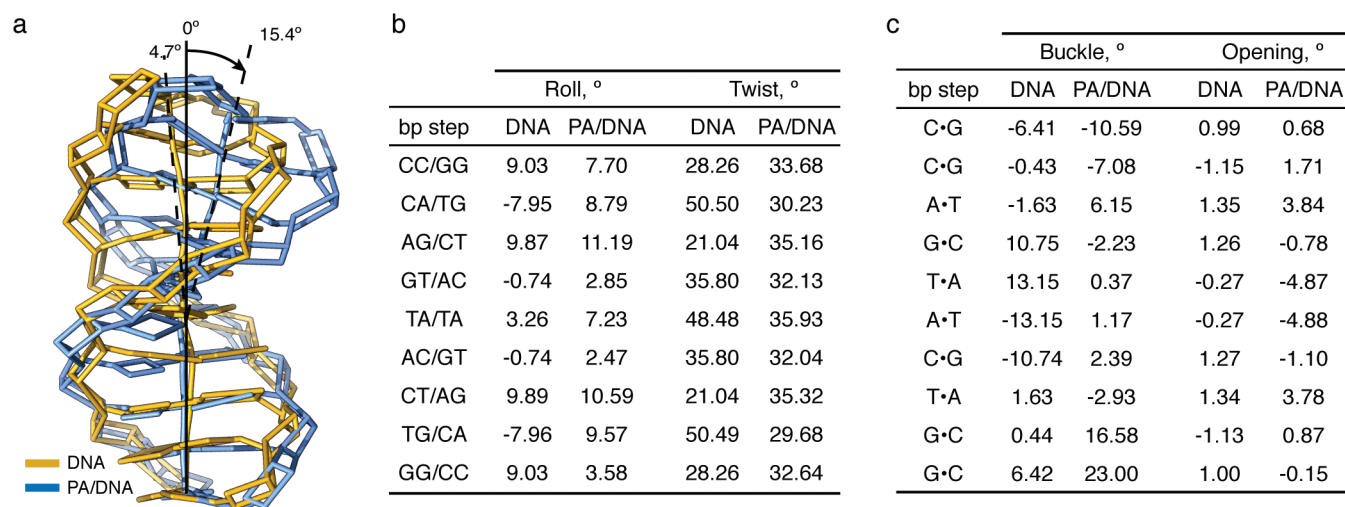 a
0º
15.4º
4.7º
DNA
PA/DNA
b
Roll, º Twist, º
bp step DNA PA/DNA DNA PA/DNA
CC/GG 9.03 7.70 28.26 33.68
CA/TG -7.95 8.79 50.50 30.23
AG/CT 9.87 11.19 21.04 35.16
GT/AC -0.74 2.85 35.80 32.13
TA/TA 3.26 7.23 48.48 35.93
AC/GT -0.74 2.47 35.80 32.04
CT/AG 9.89 10.59 21.04 35.32
TG/CA -7.96 9.57 50.49 29.68
GG/CC 9.03 3.58 28.26 32.64
c
Buckle, º Opening, º
bp step DNA PA/DNA DNA PA/DNA
C•G -6.41 -10.59 0.99 0.68
C•G -0.43 -7.08 -1.15 1.71
A•T -1.63 6.15 1.35 3.84
G•C 10.75 -2.23 1.26 -0.78
T•A 13.15 0.37 -0.27 -4.87
A•T -13.15 1.17 -0.27 -4.88
C•G -10.74 2.39 1.27 -1.10
T•A 1.63 -2.93 1.34 3.78
G•C 0.44 16.58 -1.13 0.87
G•C 6.42 23.00 1.00 -0.15